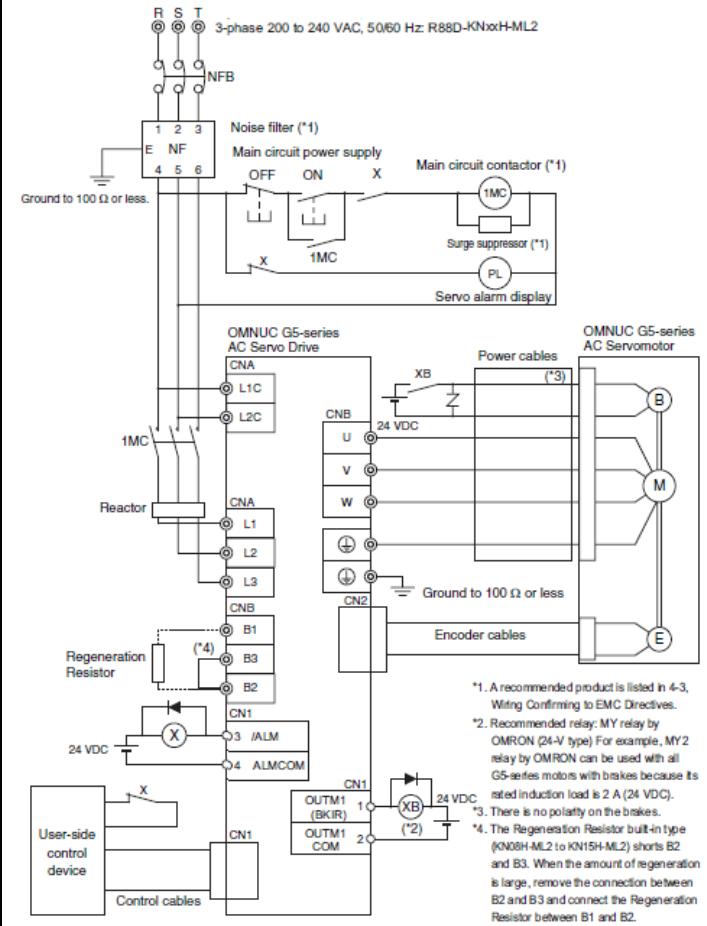 R S T
3-phase 200 to 240 VAC, 50/60 Hz: R88D-KNxxH-ML2
NFB
1 2 3
Noise filter (*1)
E NF
Main circuit power supply
4 5 6
OFF ON X
Main circuit contactor (*1)
1MC
Ground to 100 Ω or less.
Surge suppressor (*1)
1MC
X
PL
Servo alarm display
OMNUC G5-series
AC Servo Drive
OMNUC G5-series
AC Servomotor
CNA
L1C
L2C
Power cables
(*3)
XB
24 VDC
B
CNB
U
V
W
M
1MC
Reactor
CNA
L1
L2
L3
Ground to 100 Ω or less
CN2
Encoder cables
E
CNB
B1
(*4)
B3
B2
Regeneration
Resistor
CN1
X
3 /ALM
24 VDC
4 ALMCOM
X
User-side
control
device
CN1
Control cables
CN1
OUTM1
(BKIR)
1
XB
24 VDC
(*2)
OUTM1
COM
2
*1. A recommended product is listed in 4-3,
Wiring Confirming to EMC Directives.
*2. Recommended relay: MY relay by
OMRON (24-V type) For example, MY2
relay by OMRON can be used with all
G5-series motors with brakes because its
rated induction load is 2 A (24 VDC).
*3. There is no polarity on the brakes.
*4. The Regeneration Resistor built-in type
(KN08H-ML2 to KN15H-ML2) shorts B2
and B3. When the amount of regeneration
is large, remove the connection between
B2 and B3 and connect the Regeneration
Resistor between B1 and B2.